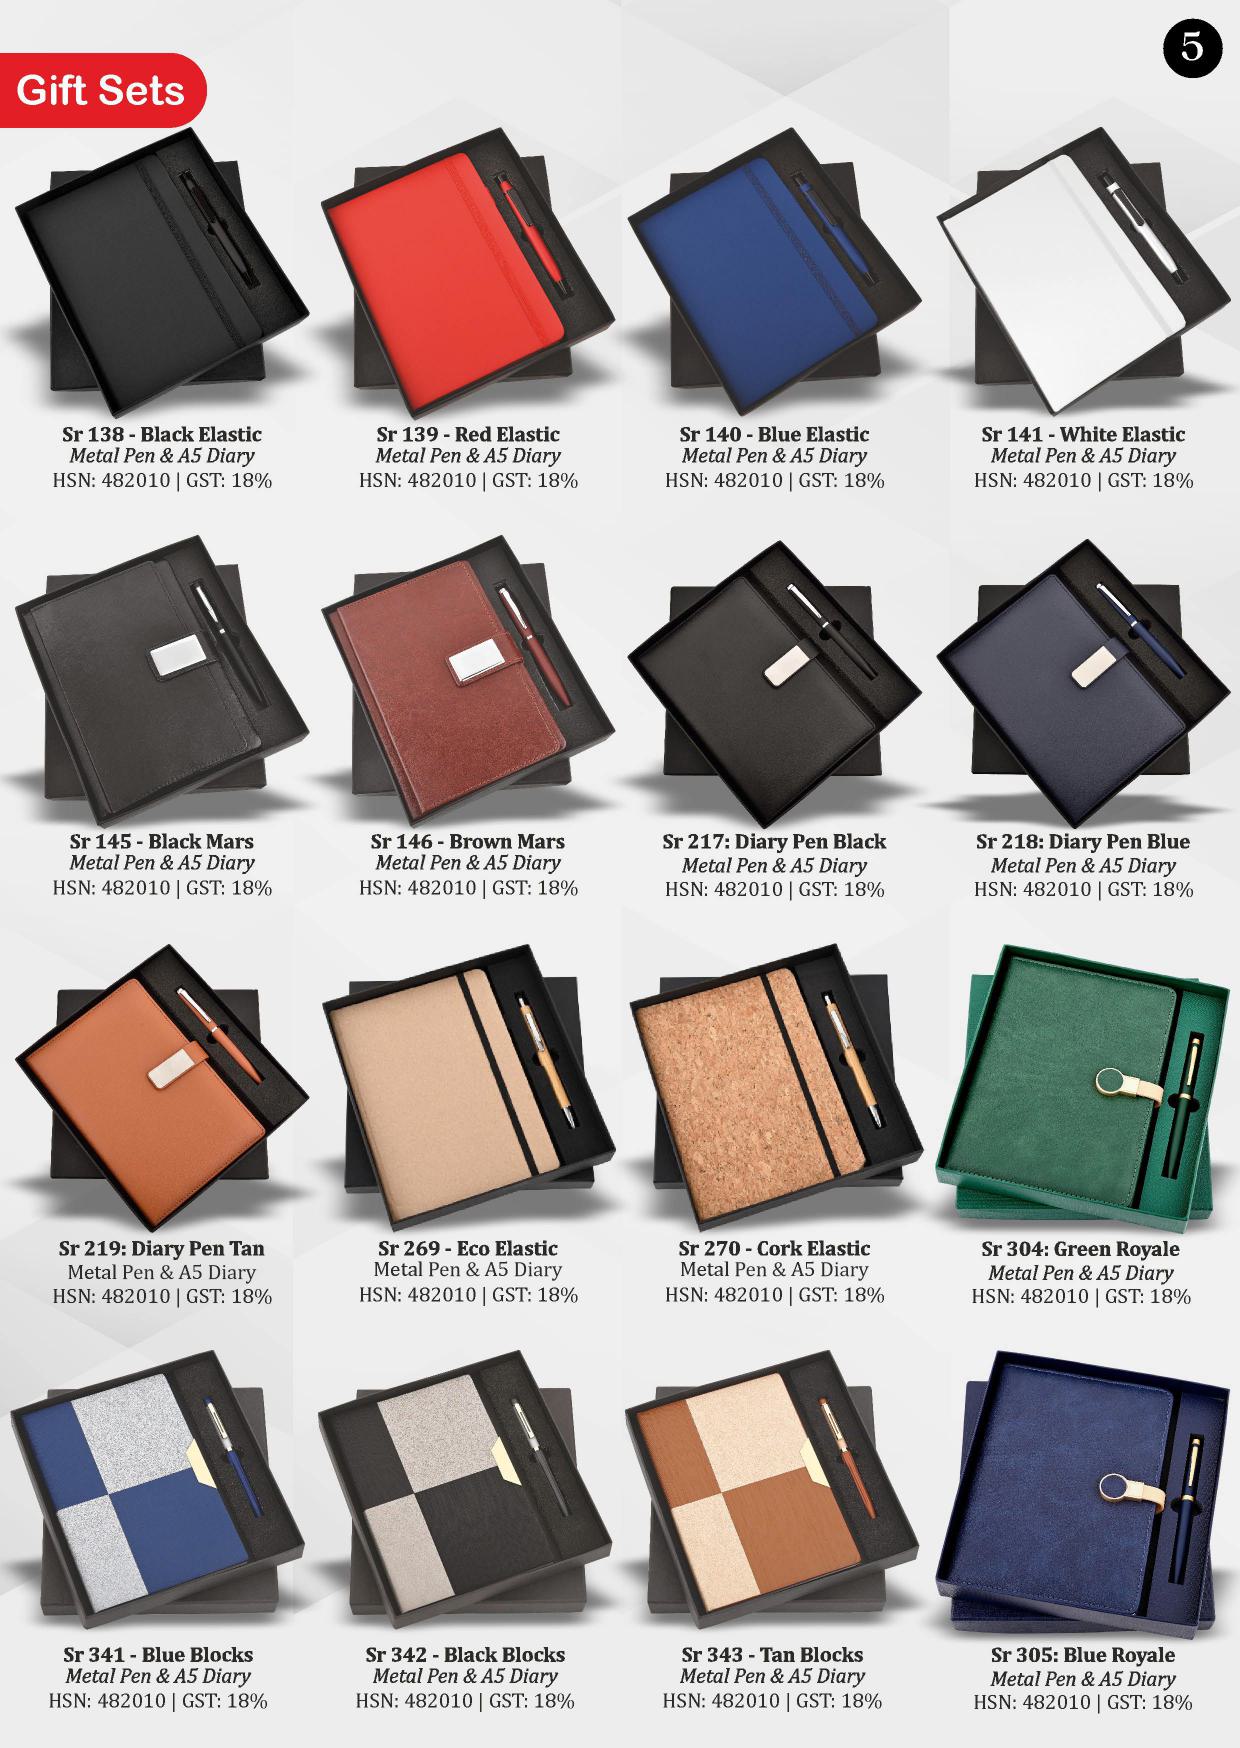 5
Gift Sets
Sr 138 - Black Elastic
Metal Pen & A5 Diary
HSN: 482010 | GST: 18%
Sr 139 - Red Elastic
Metal Pen & A5 Diary
HSN: 482010 | GST: 18%
Sr 140 - Blue Elastic
Metal Pen & A5 Diary
HSN: 482010 | GST: 18%
Sr 141 - White Elastic
Metal Pen & A5 Diary
HSN: 482010 | GST: 18%
Sr 145 - Black Mars
Metal Pen & A5 Diary
HSN: 482010 | GST: 18%
Sr 146 - Brown Mars
Metal Pen & A5 Diary
HSN: 482010 | GST: 18%
Sr 217: Diary Pen Black
Metal Pen & A5 Diary
HSN: 482010 | GST: 18%
Sr 218: Diary Pen Blue
Metal Pen & A5 Diary
HSN: 482010 | GST: 18%
Sr 219: Diary Pen Tan
Metal Pen & A5 Diary
HSN: 482010 | GST: 18%
Sr 269 - Eco Elastic
Metal Pen & A5 Diary
HSN: 482010 | GST: 18%
Sr 270 - Cork Elastic
Metal Pen & A5 Diary
HSN: 482010 | GST: 18%
Sr 304: Green Royale
Metal Pen & A5 Diary
HSN: 482010 | GST: 18%
Sr 341 - Blue Blocks
Metal Pen & A5 Diary
HSN: 482010 | GST: 18%
Sr 342 - Black Blocks
Metal Pen & A5 Diary
HSN: 482010 | GST: 18%
Sr 343 - Tan Blocks
Metal Pen & A5 Diary
HSN: 482010 | GST: 18%
Sr 305: Blue Royale
Metal Pen & A5 Diary
HSN: 482010 | GST: 18%